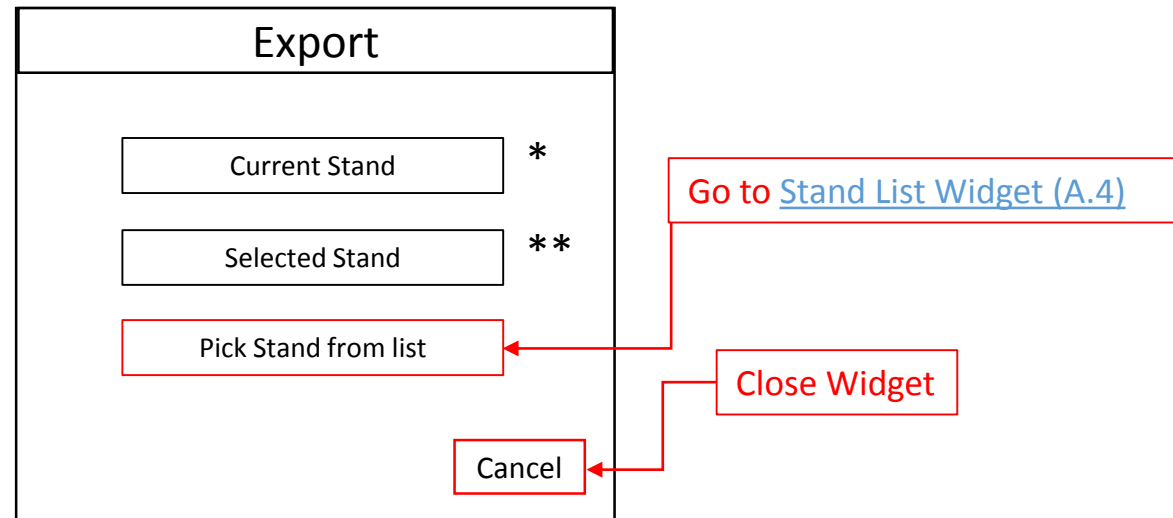 Export
Current Stand *
Go to Stand List Widget (A.4)
Selected Stand **
Pick Stand from list
Close Widget
Cancel